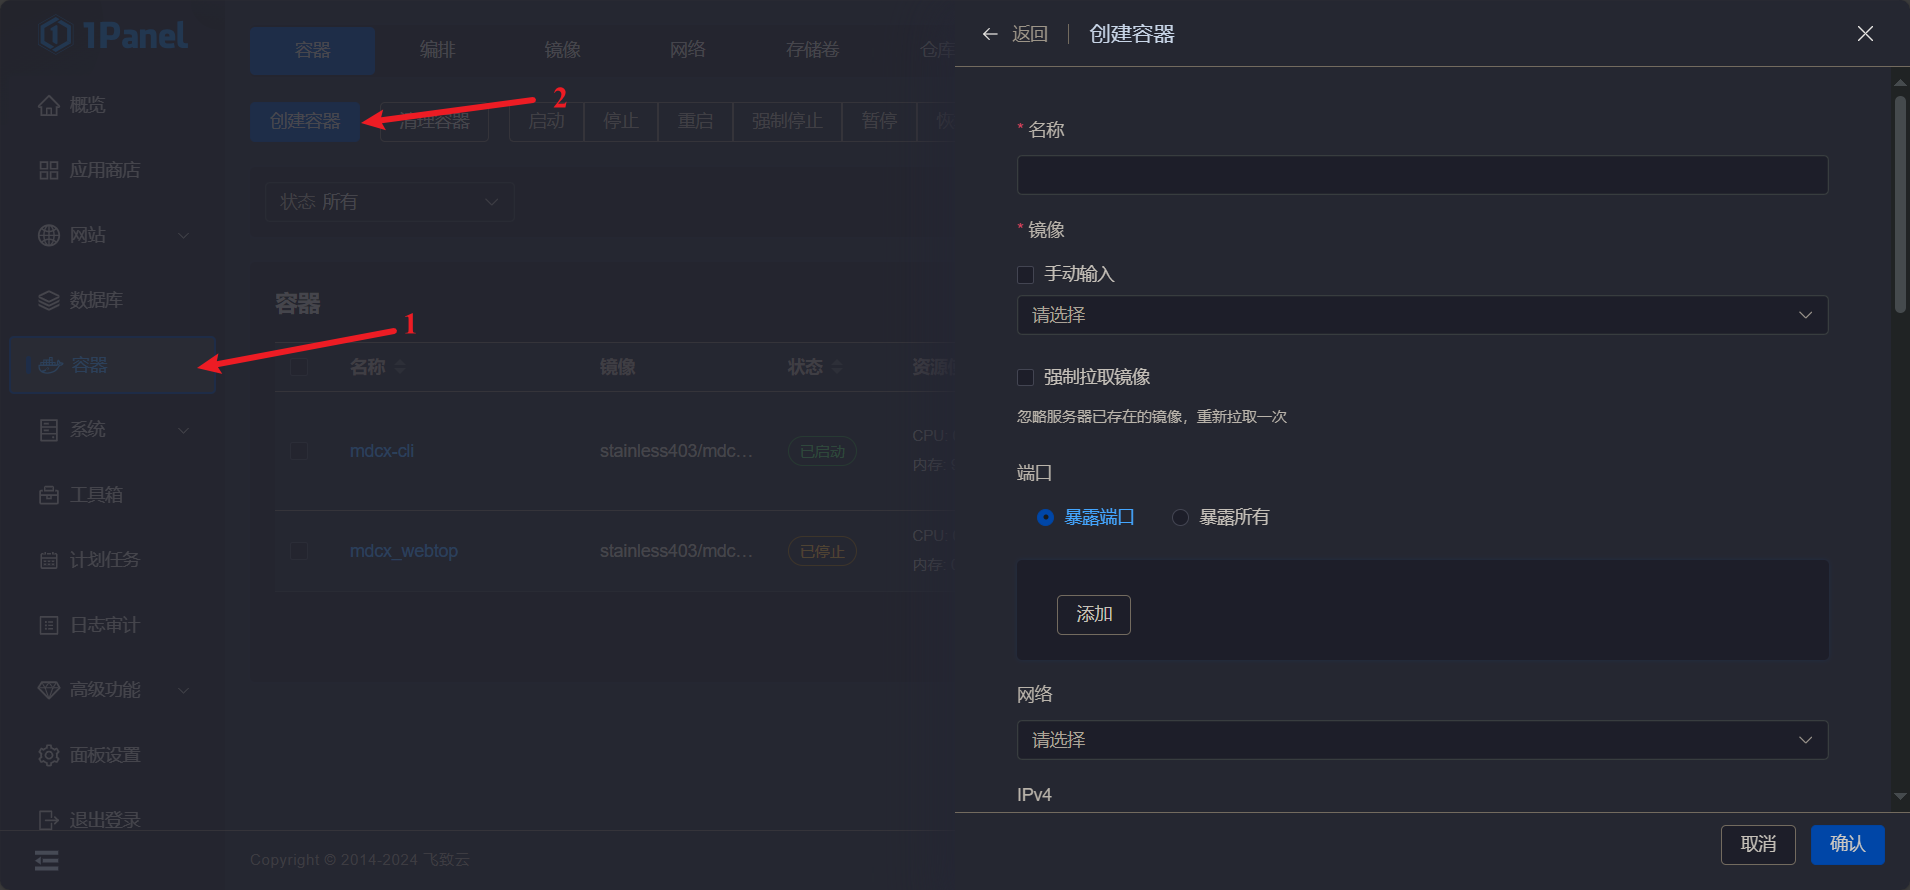 1Panel
概览
应用商店
网站
数据库
容器
系统
工具箱
计划任务
日志审计
高级功能
面板设置
退出登录
容器 编排 镜像 网络 存储卷 仓库
创建容器 清理容器 启动 停止 重启 强制停止 暂停
2
状态 所有
容器
1
名称 镜像 状态 资源
mdcx-cli stainless403/mdc... 已启动 CPU
内存
mdcx_webtop stainless403/mdc... 已停止 CPU
内存
Copyright © 2014-2024 飞致云
返回 创建容器
* 名称
* 镜像
手动输入
请选择
强制拉取镜像
忽略服务器已存在的镜像，重新拉取一次
端口
暴露端口 暴露所有
添加
网络
请选择
IPv4
取消 确认